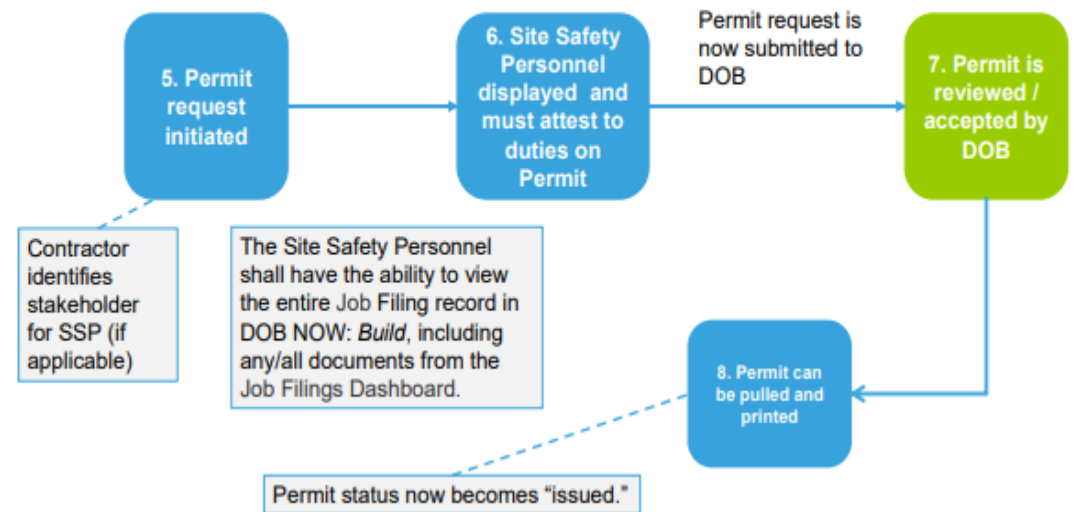 5. Permit
request
initiated
6. Site Safety
Personnel
displayed and
must attest to
duties on
Permit
Permit request is
now submitted to
DOB
7. Permit is
reviewed /
accepted by
DOB
Contractor
identifies
stakeholder
for SSP (if
applicable)
The Site Safety Personnel
shall have the ability to view
the entire Job Filing record in
DOB NOW: Build, including
any/all documents from the
Job Filings Dashboard.
8. Permit can
be pulled and
printed
Permit status now becomes “issued.”